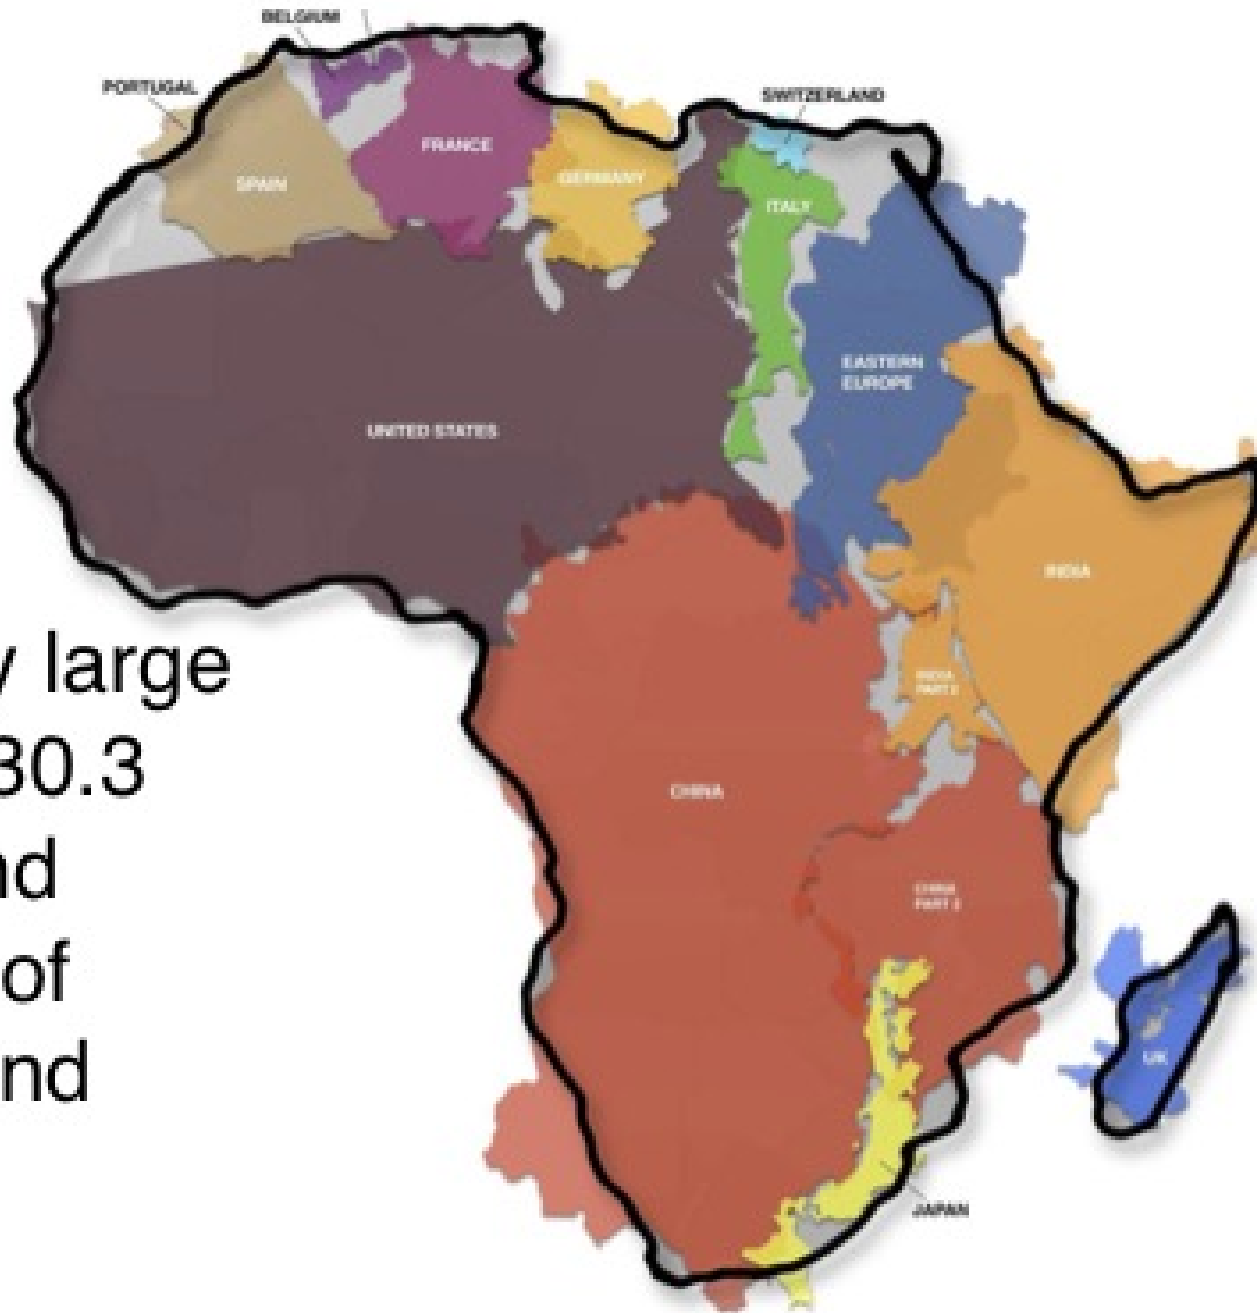 BELGIUM
PORTUGAL
SWITZERLAND
FRANCE
GERMANY
SPAIN
ITALY
EASTERN
EUROPE
UNITED STATES
INDIA
y large
INDIA
PART 2
30.3
CHINA
nd
CHINA
PART 2
of
UK
nd
JAPAN